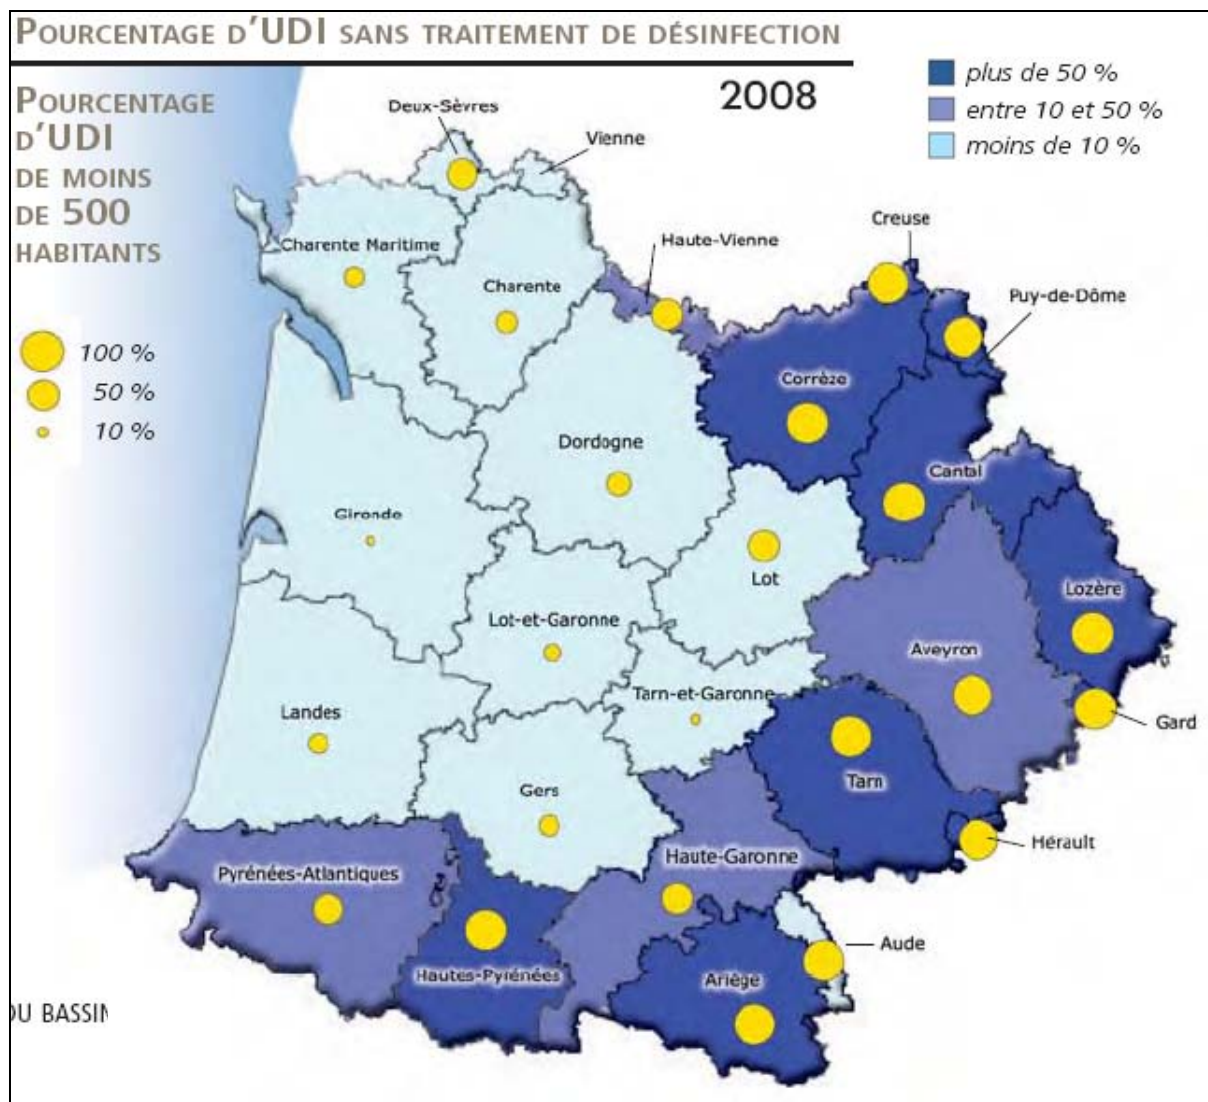 POURCENTAGE D'UDI SANS TRAITEMENT DE DÉSINFECTION
POURCENTAGE
D'UDI
DE MOINS
DE 500
HABITANTS
100 %
50 %
10 %
2008
plus de 50 %
entre 10 et 50 %
moins de 10 %
Deux-Sèvres
Vienne
Creuse
Haute-Vienne
Charente Maritime
Charente
Puy-de-Dôme
Corrèze
Dordogne
Cantal
Gironde
Lot
Lozère
Lot-et-Garonne
Aveyron
Tarn-et-Garonne
Landes
Gard
Tarn
Gers
Hérault
Haute-Garonne
Pyrénées-Atlantiques
Aude
Hautes-Pyrénées
Ariège
DU BASSIN